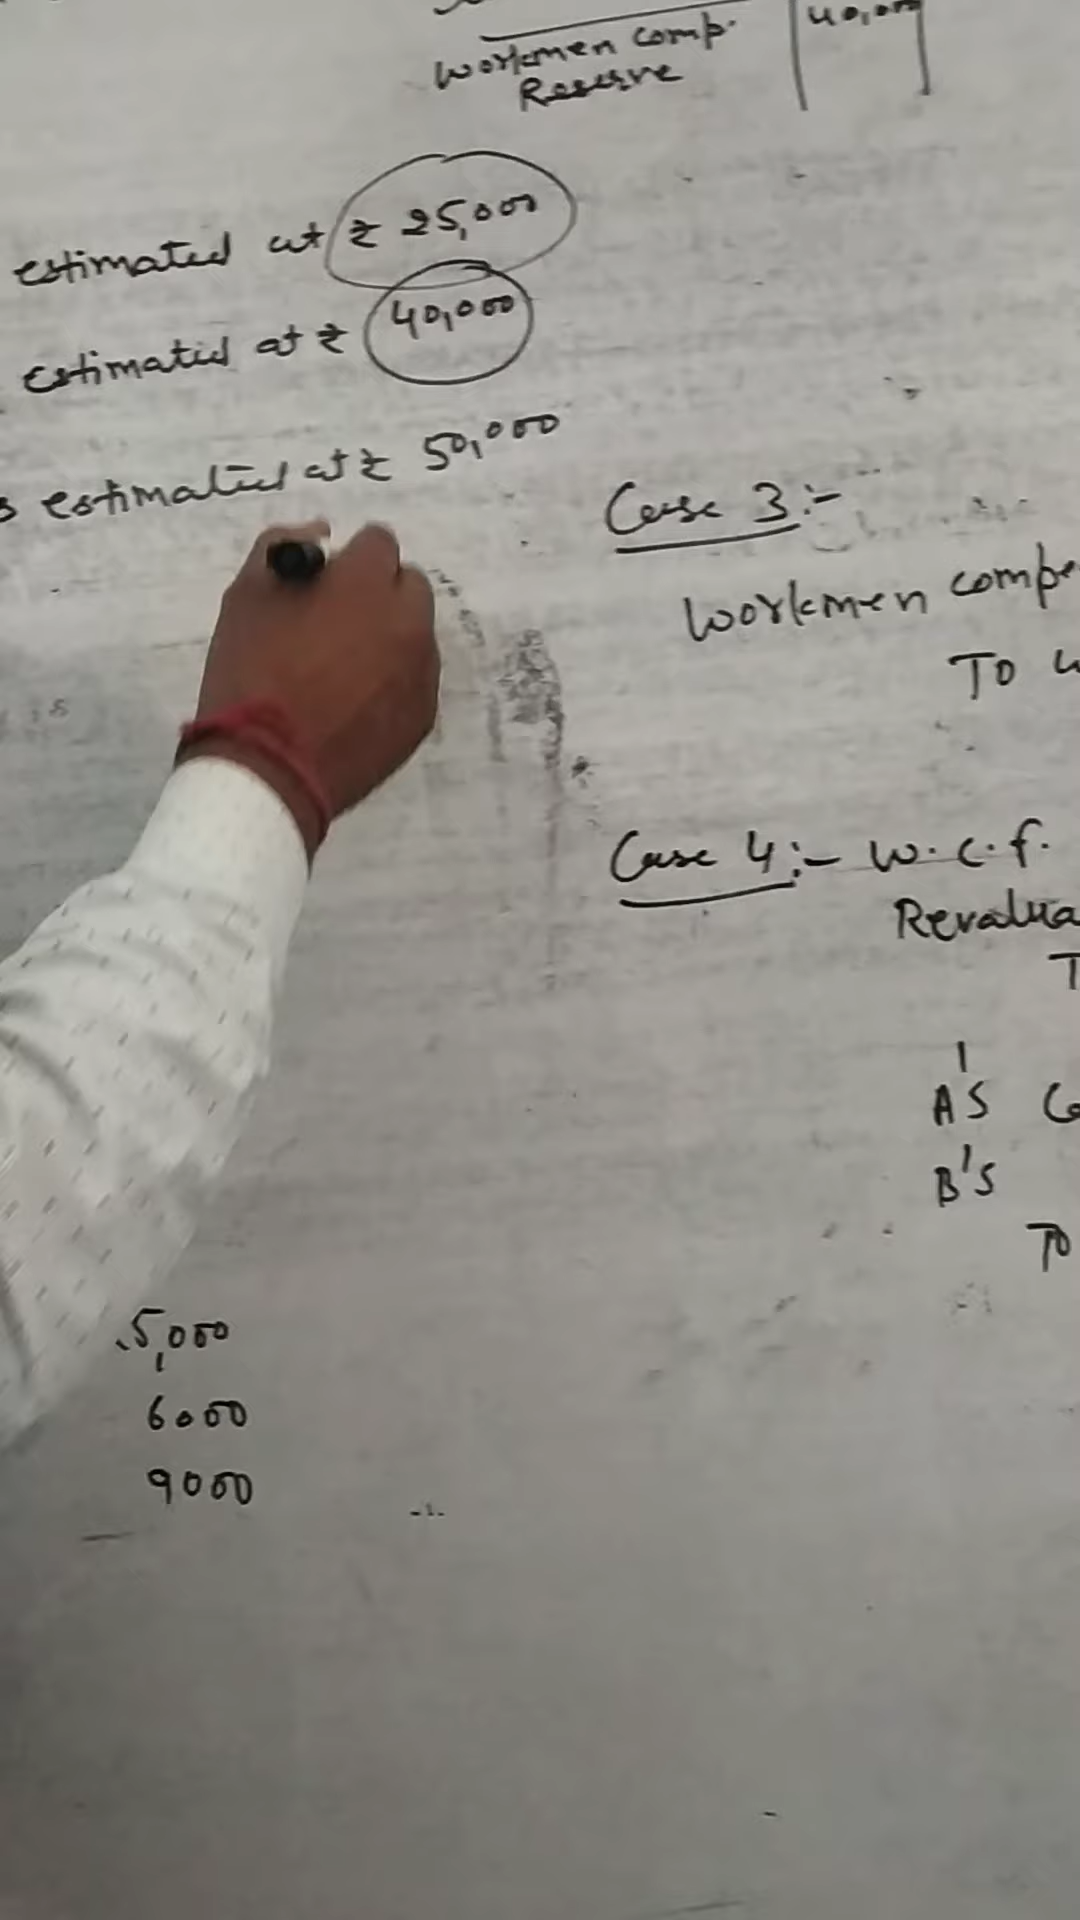 Workmen comp. 40,000
Reserve
estimated at ₹ 25,000
estimated at ₹ 40,000
estimated at ₹ 50,000
Case 3:-
Workmen compe
To
Case 4:- W.C.F.
Revalua
T
A's
B's
To
5,000
6000
9000